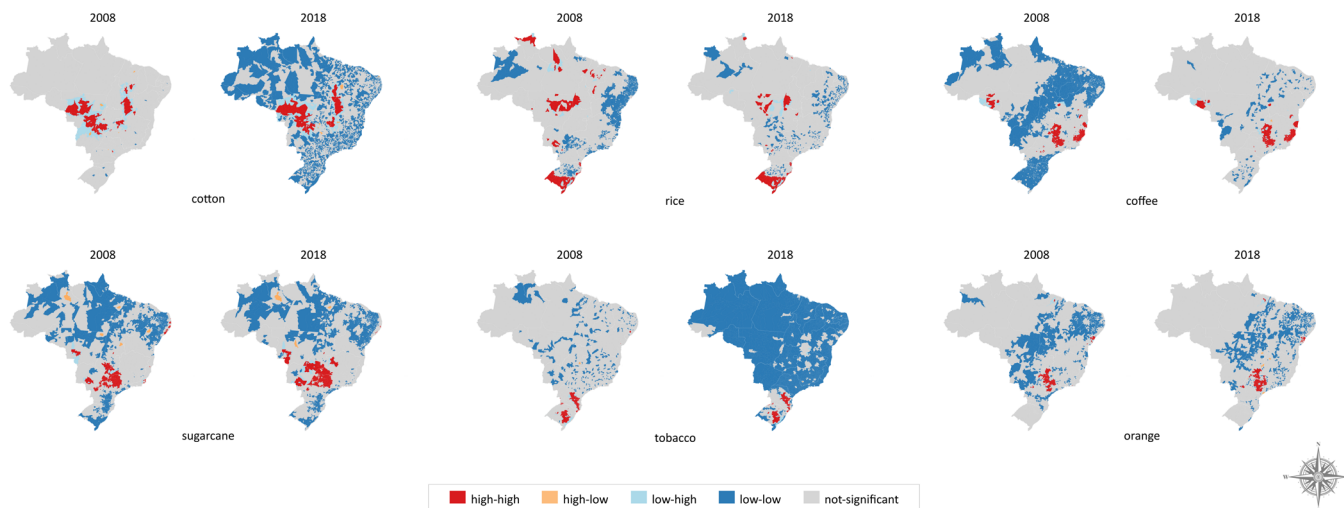 2008 2018 2008 2018 2008 2018
cotton rice coffee
2008 2018 2008 2018 2008 2018
sugarcane tobacco orange
N
high-high high-low low-high low-low not-significant